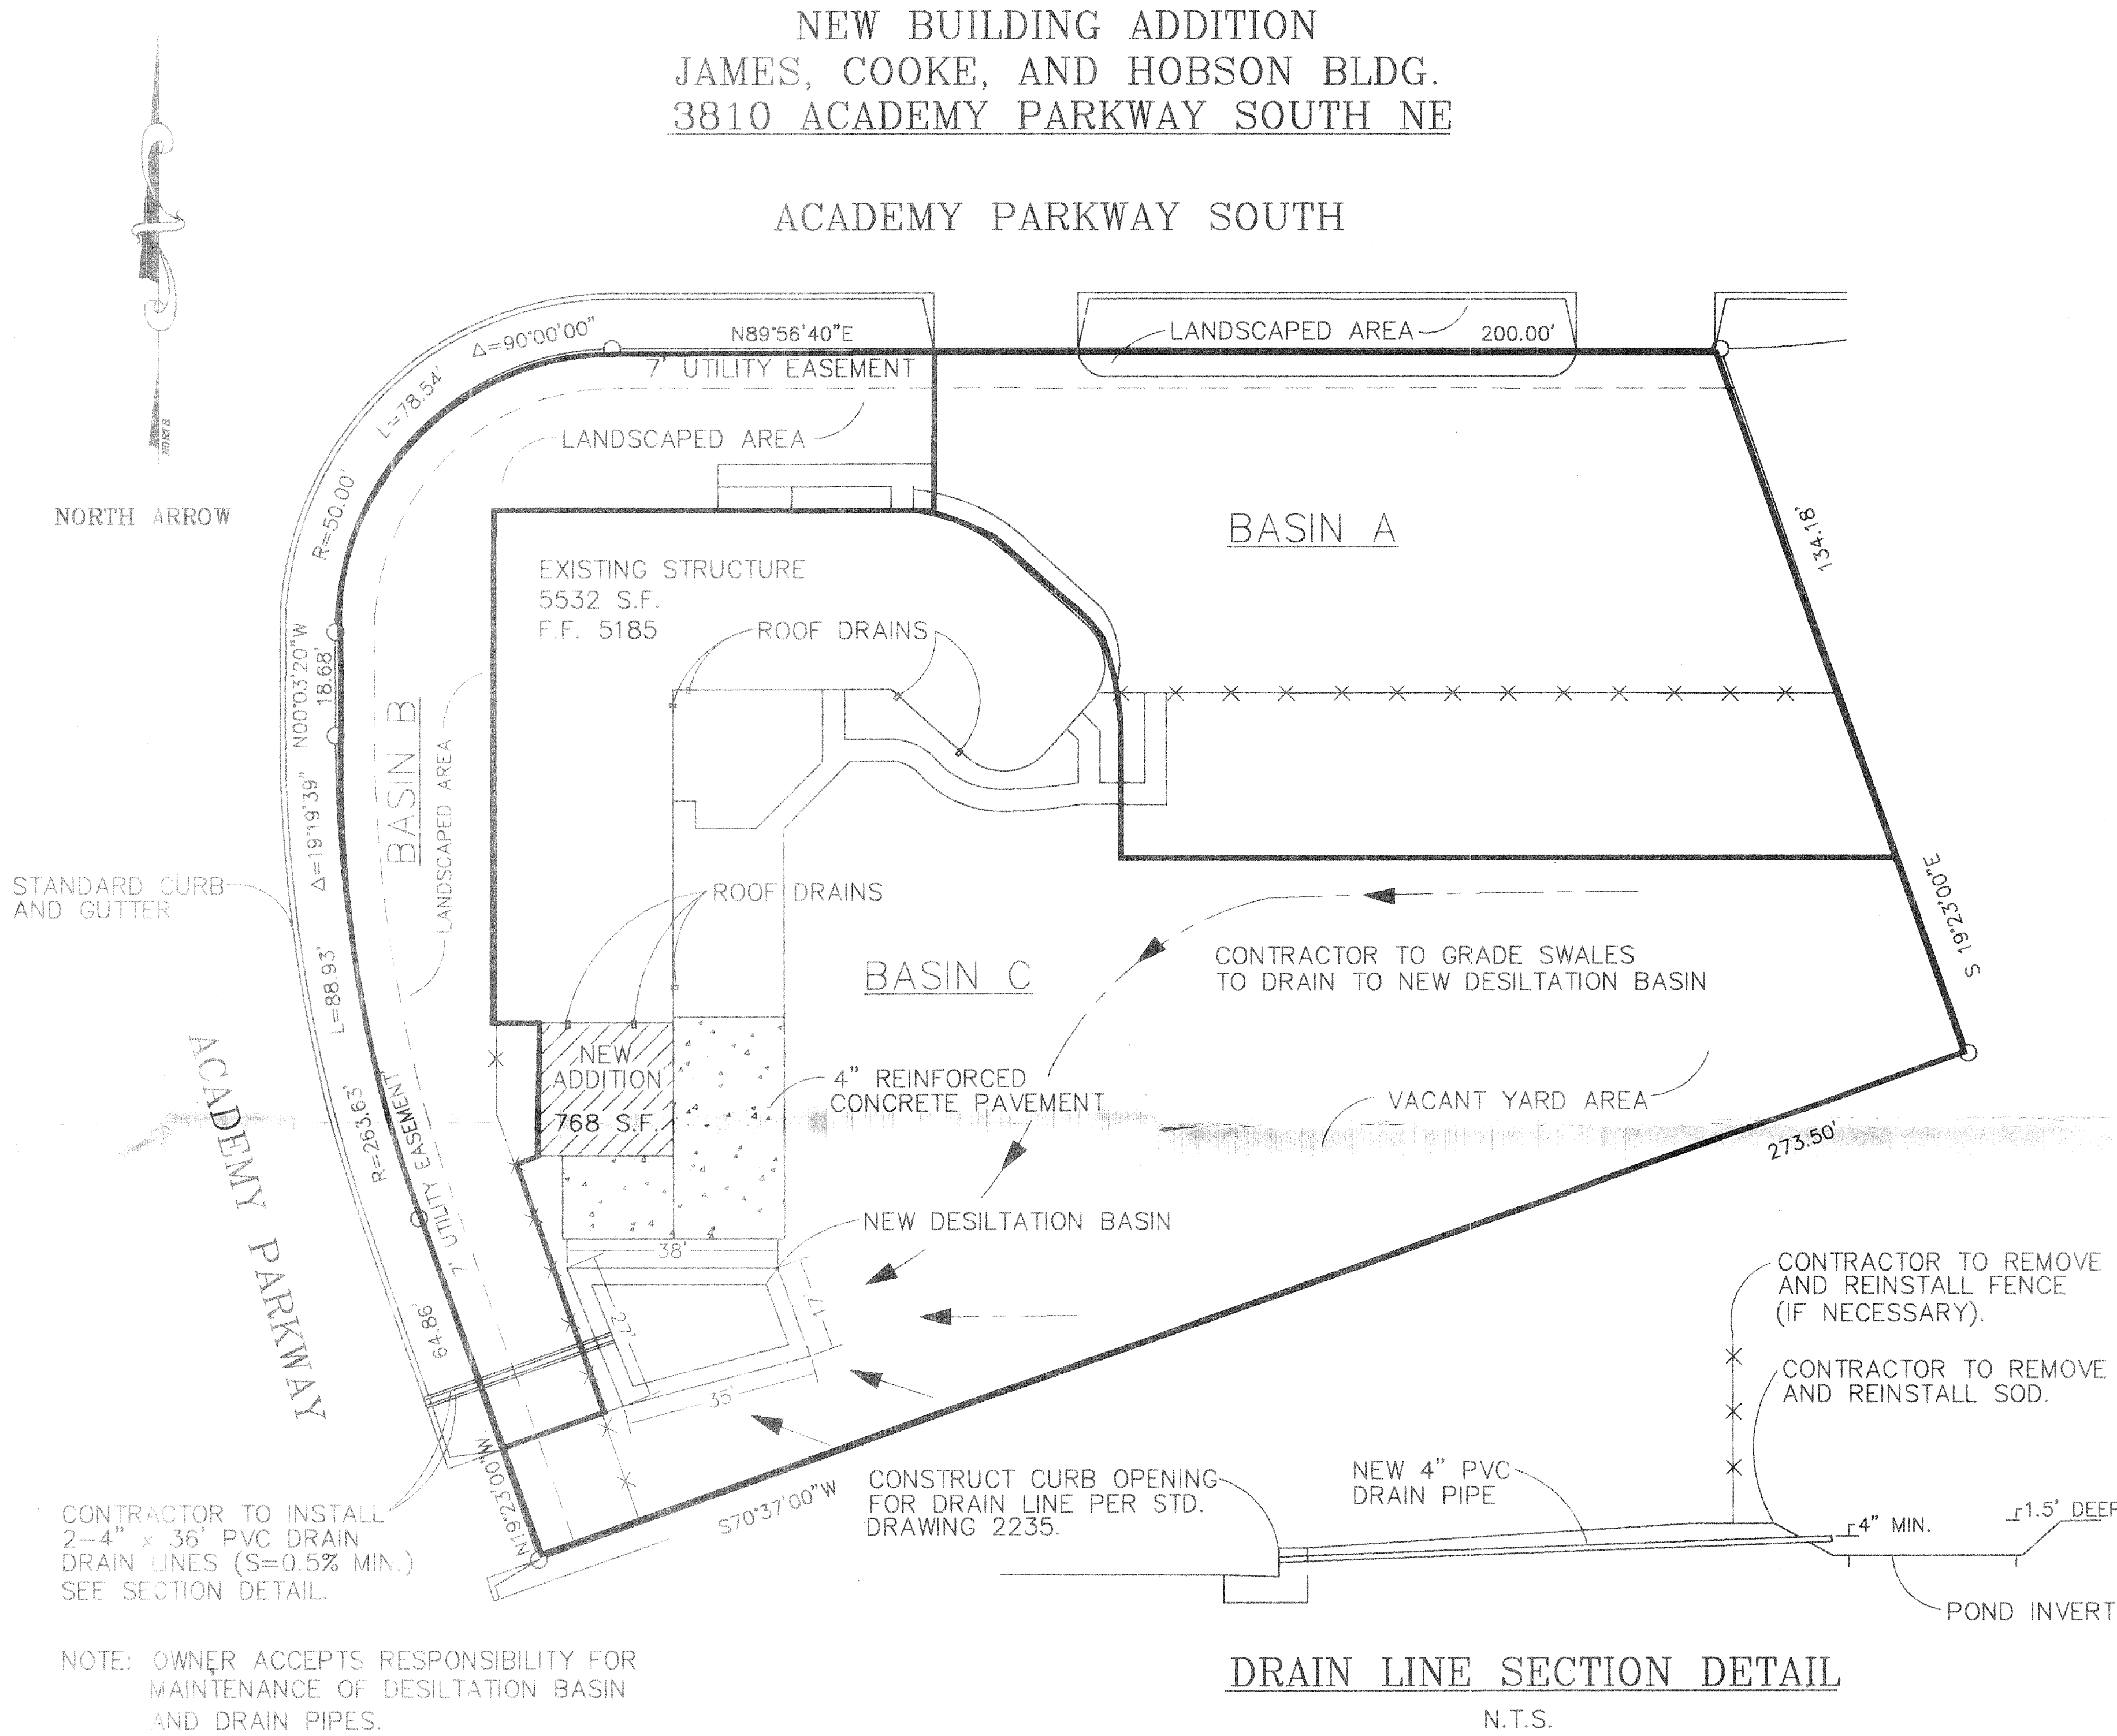 NEW BUILDING ADDITION
JAMES, COOKE, AND HOBSON BLDG.
3810 ACADEMY PARKWAY SOUTH NE
ACADEMY PARKWAY SOUTH
NORTH
NORTH ARROW
Δ=90°00'00"
N89°56'40"E
LANDSCAPED AREA
200.00'
7' UTILITY EASEMENT
L=78.54'
LANDSCAPED AREA
R=50.00'
BASIN A
134.18'
EXISTING STRUCTURE
5532 S.F.
F.F. 5185
ROOF DRAINS
N00°03'20"W
18.68'
BASIN B
LANDSCAPED AREA
Δ=19°19'39"
STANDARD CURB
AND GUTTER
ROOF DRAINS
S 19°23'00"E
L=88.93'
BASIN C
CONTRACTOR TO GRADE SWALES
TO DRAIN TO NEW DESILTATION BASIN
ACADEMY PARKWAY
NEW
ADDITION
768 S.F.
4" REINFORCED
CONCRETE PAVEMENT
VACANT YARD AREA
R=263.63'
7' UTILITY EASEMENT
273.50'
NEW DESILTATION BASIN
38'
17'
27'
35'
64.86'
N19°23'00"W
S70°37'00"W
CONTRACTOR TO REMOVE
AND REINSTALL FENCE
(IF NECESSARY).
CONTRACTOR TO REMOVE
AND REINSTALL SOD.
CONSTRUCT CURB OPENING
FOR DRAIN LINE PER STD.
DRAWING 2235.
NEW 4" PVC
DRAIN PIPE
4" MIN.
1.5' DEEP
POND INVERT
CONTRACTOR TO INSTALL
2-4" x 36' PVC DRAIN
DRAIN LINES (S=0.5% MIN.)
SEE SECTION DETAIL.
NOTE: OWNER ACCEPTS RESPONSIBILITY FOR
MAINTENANCE OF DESILTATION BASIN
AND DRAIN PIPES.
DRAIN LINE SECTION DETAIL
N.T.S.